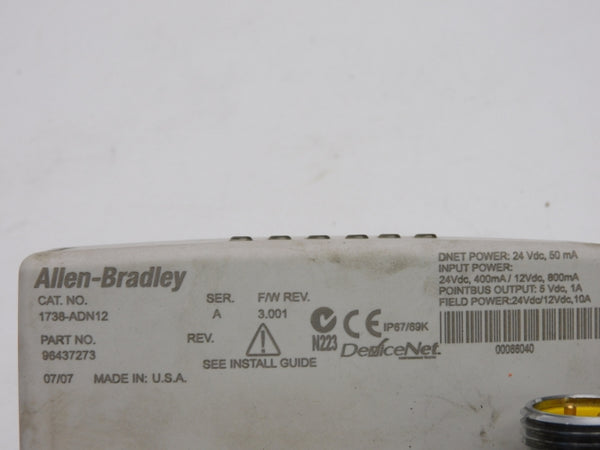 Allen-Bradley
CAT. NO.
1738-ADN12
SER.
A
F/W REV.
3.001
PART NO.
96437273
REV.
SEE INSTALL GUIDE
07/07 MADE IN: U.S.A.
N223
CE
IP67/69K
DeviceNet
DNET POWER: 24 Vdc, 50 mA
INPUT POWER:
24Vdc, 400mA / 12Vdc, 800mA
POINTBUS OUTPUT: 5 Vdc, 1A
FIELD POWER:24Vdc/12Vdc,10A
00086040